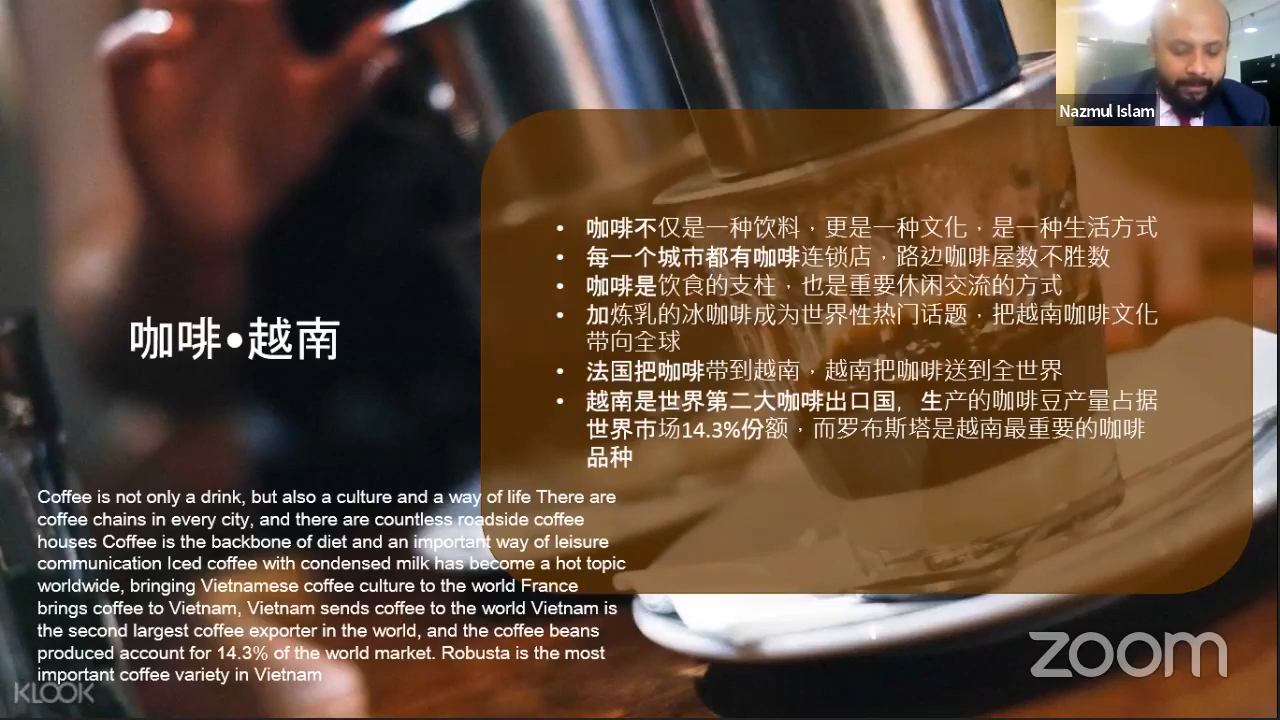 Nazmul Islam
咖啡•越南
• 咖啡不仅是一种饮料，更是一种文化，是一种生活方式
• 每一个城市都有咖啡连锁店，路边咖啡屋数不胜数
• 咖啡是饮食的支柱，也是重要休闲交流的方式
• 加炼乳的冰咖啡成为世界性热门话题，把越南咖啡文化
带向全球
• 法国把咖啡带到越南，越南把咖啡送到全世界
• 越南是世界第二大咖啡出口国，生产的咖啡豆产量占据
世界市场14.3%份额，而罗布斯塔是越南最重要的咖啡
品种
Coffee is not only a drink, but also a culture and a way of life There are
coffee chains in every city, and there are countless roadside coffee
houses Coffee is the backbone of diet and an important way of leisure
communication Iced coffee with condensed milk has become a hot topic
worldwide, bringing Vietnamese coffee culture to the world France
brings coffee to Vietnam, Vietnam sends coffee to the world Vietnam is
the second largest coffee exporter in the world, and the coffee beans
produced account for 14.3% of the world market. Robusta is the most
important coffee variety in Vietnam
KLOOK
zoom